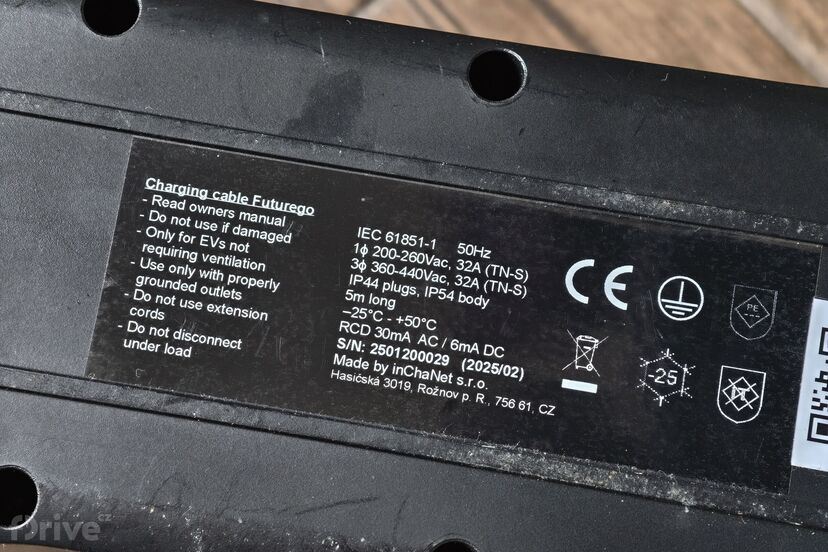 Charging cable Futurego
- Read owners manual
- Do not use if damaged
- Only for EVs not
requiring ventilation
- Use only with properly
grounded outlets
- Do not use extension
cords
- Do not disconnect
under load
IEC 61851-1 50Hz
1ϕ 200-260Vac, 32A (TN-S)
3ϕ 360-440Vac, 32A (TN-S)
IP44 plugs, IP54 body
5m long
–25°C - +50°C
RCD 30mA AC / 6mA DC
S/N: 2501200029 (2025/02)
Made by inChaNet s.r.o.
Hasičská 3019, Rožnov p. R., 756 61, CZ
CE
PE
-25
fDrive.cz